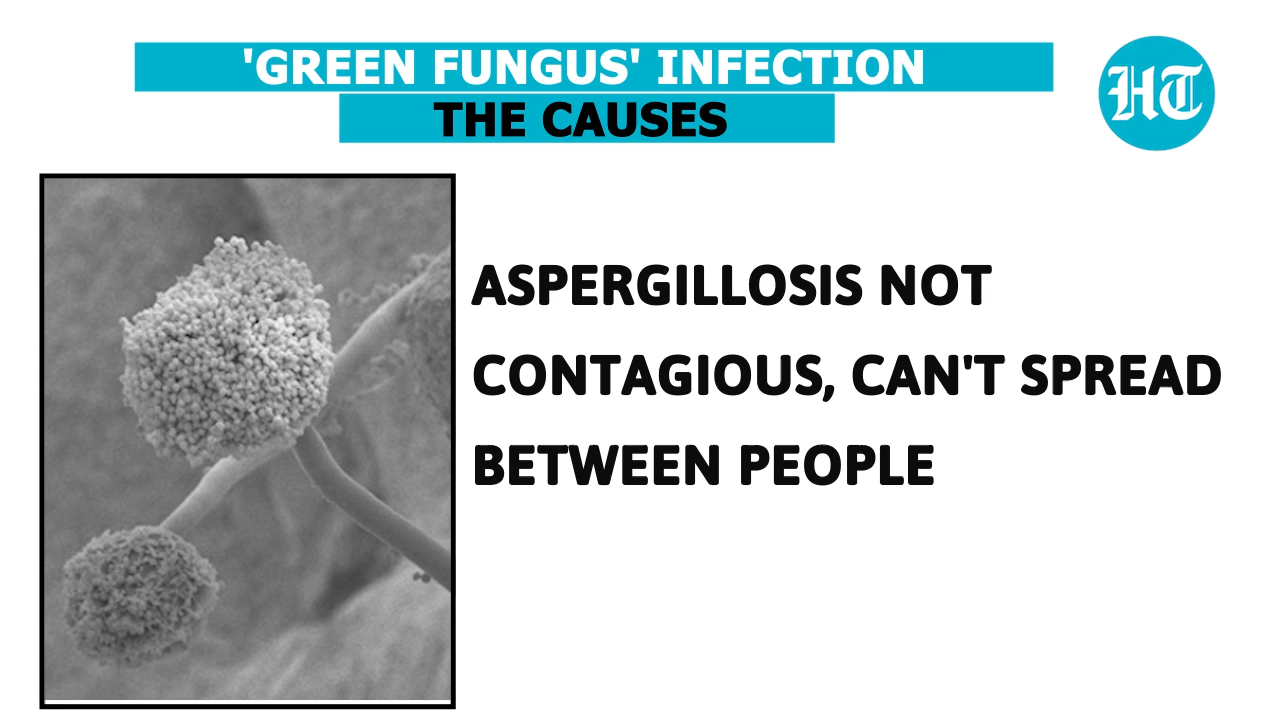 'GREEN FUNGUS' INFECTION
THE CAUSES
HT
ASPERGILLOSIS NOT
CONTAGIOUS, CAN'T SPREAD
BETWEEN PEOPLE